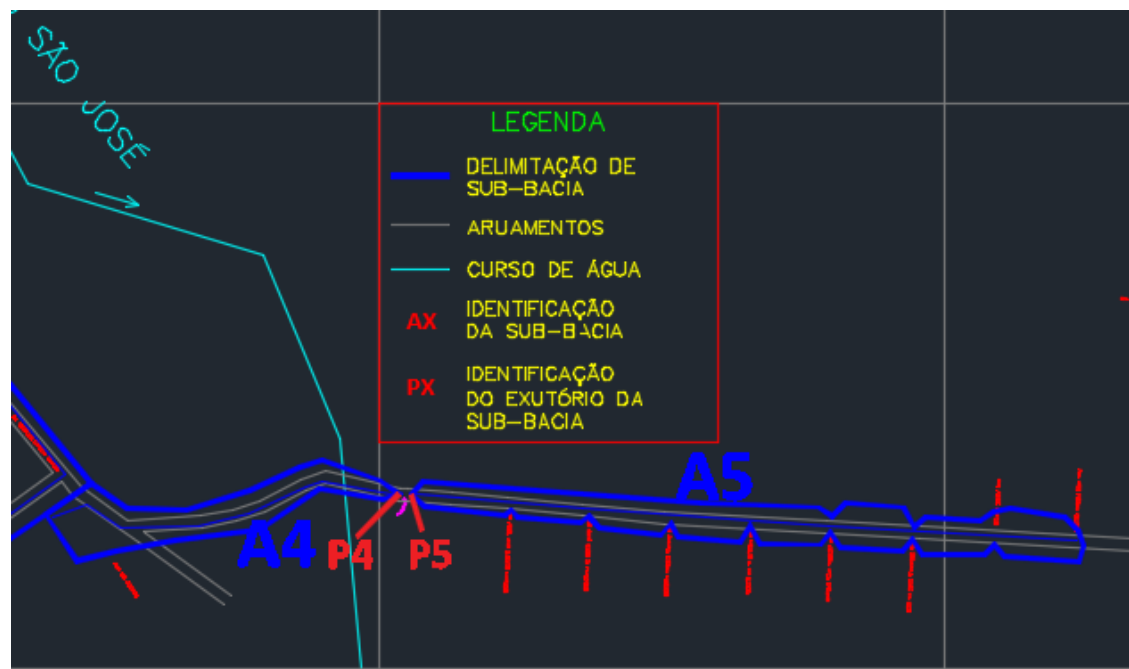 SÃO JOSÉ
LEGENDA
DELIMITAÇÃO DE
SUB-BACIA
ARUAMENTOS
CURSO DE ÁGUA
AX
IDENTIFICAÇÃO
DA SUB-BACIA
PX
IDENTIFICAÇÃO
DO EXUTÓRIO DA
SUB-BACIA
A5
A4
P4
P5